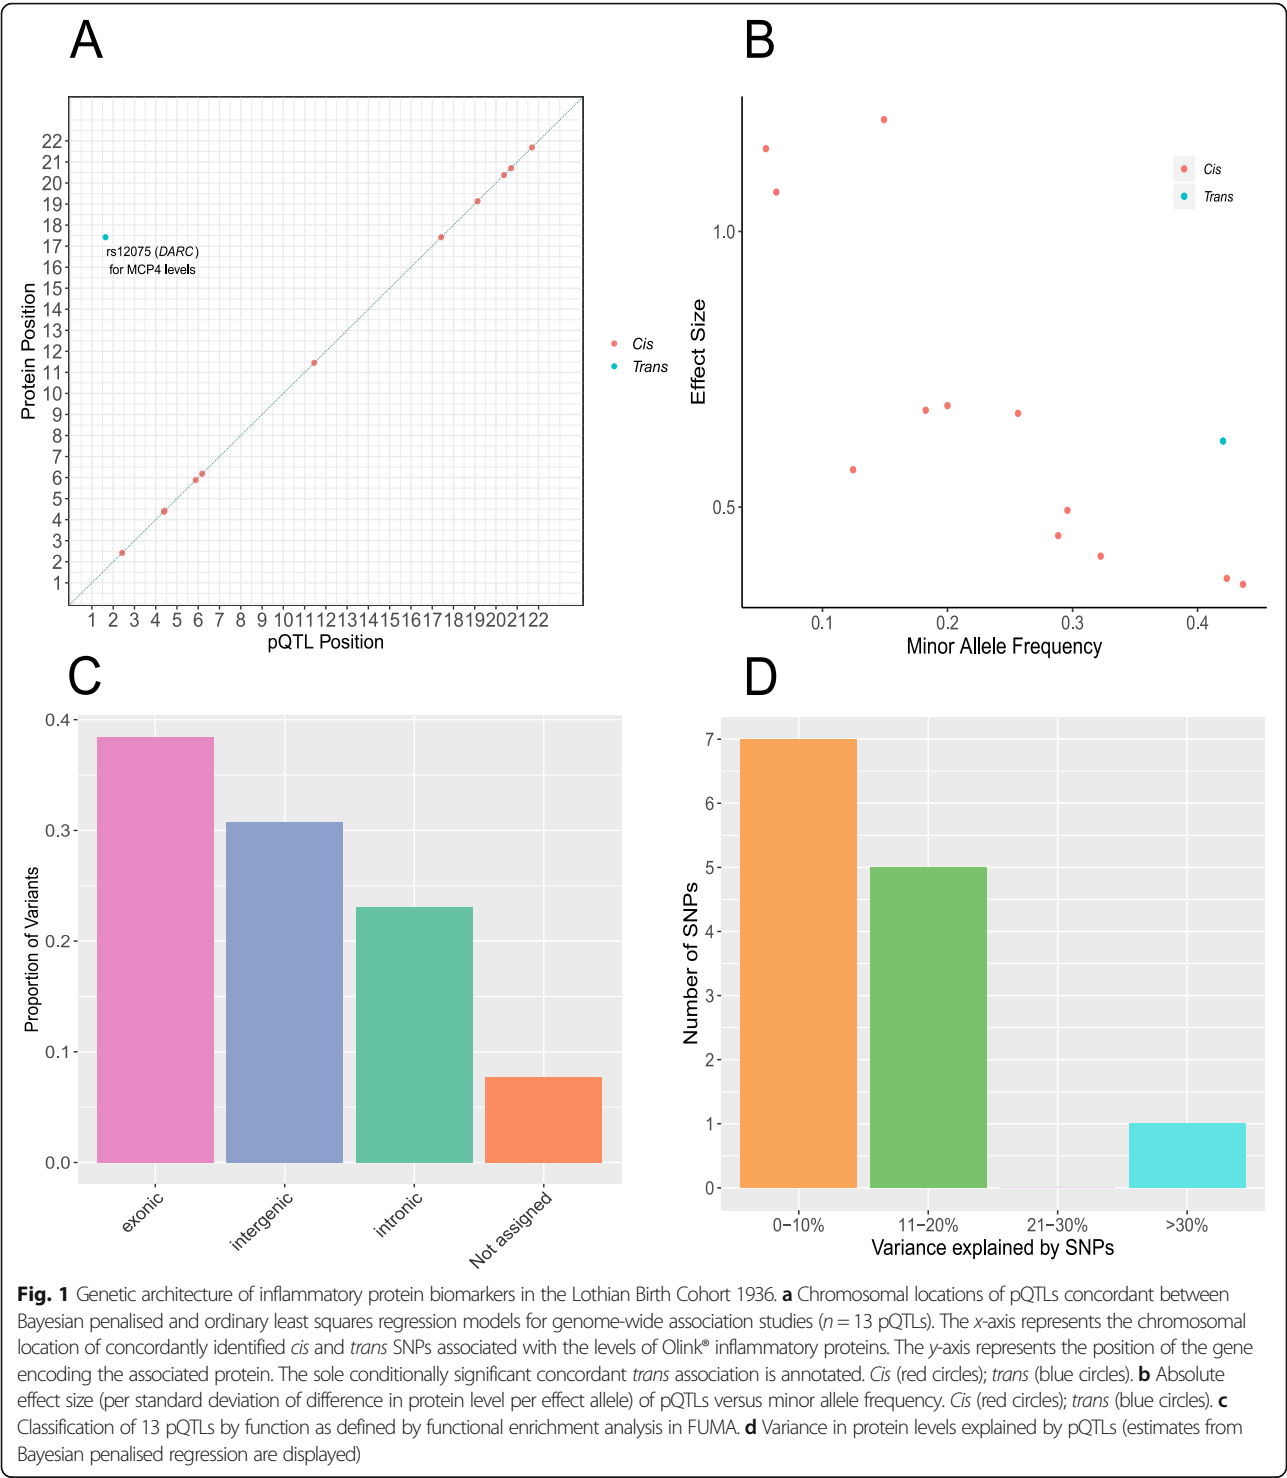 A
22
21
20
19
18
17
16
15
14
13
12
11
10
9
8
7
6
5
4
3
2
1
Protein Position
rs12075 (DARC)
for MCP4 levels
1 2 3 4 5 6 7 8 9 10 11 12 13 14 15 16 17 18 19 20 21 22
pQTL Position
Cis
Trans
B
1.0
0.5
Effect Size
0.1 0.2 0.3 0.4
Minor Allele Frequency
Cis
Trans
C
0.4
0.3
0.2
0.1
0.0
Proportion of Variants
exonic
intergenic
intronic
Not assigned
D
7
6
5
4
3
2
1
0
Number of SNPs
0−10% 11−20% 21−30% >30%
Variance explained by SNPs
Fig. 1 Genetic architecture of inflammatory protein biomarkers in the Lothian Birth Cohort 1936. a Chromosomal locations of pQTLs concordant between
Bayesian penalised and ordinary least squares regression models for genome-wide association studies (n = 13 pQTLs). The x-axis represents the chromosomal
location of concordantly identified cis and trans SNPs associated with the levels of Olink® inflammatory proteins. The y-axis represents the position of the gene
encoding the associated protein. The sole conditionally significant concordant trans association is annotated. Cis (red circles); trans (blue circles). b Absolute
effect size (per standard deviation of difference in protein level per effect allele) of pQTLs versus minor allele frequency. Cis (red circles); trans (blue circles). c
Classification of 13 pQTLs by function as defined by functional enrichment analysis in FUMA. d Variance in protein levels explained by pQTLs (estimates from
Bayesian penalised regression are displayed)